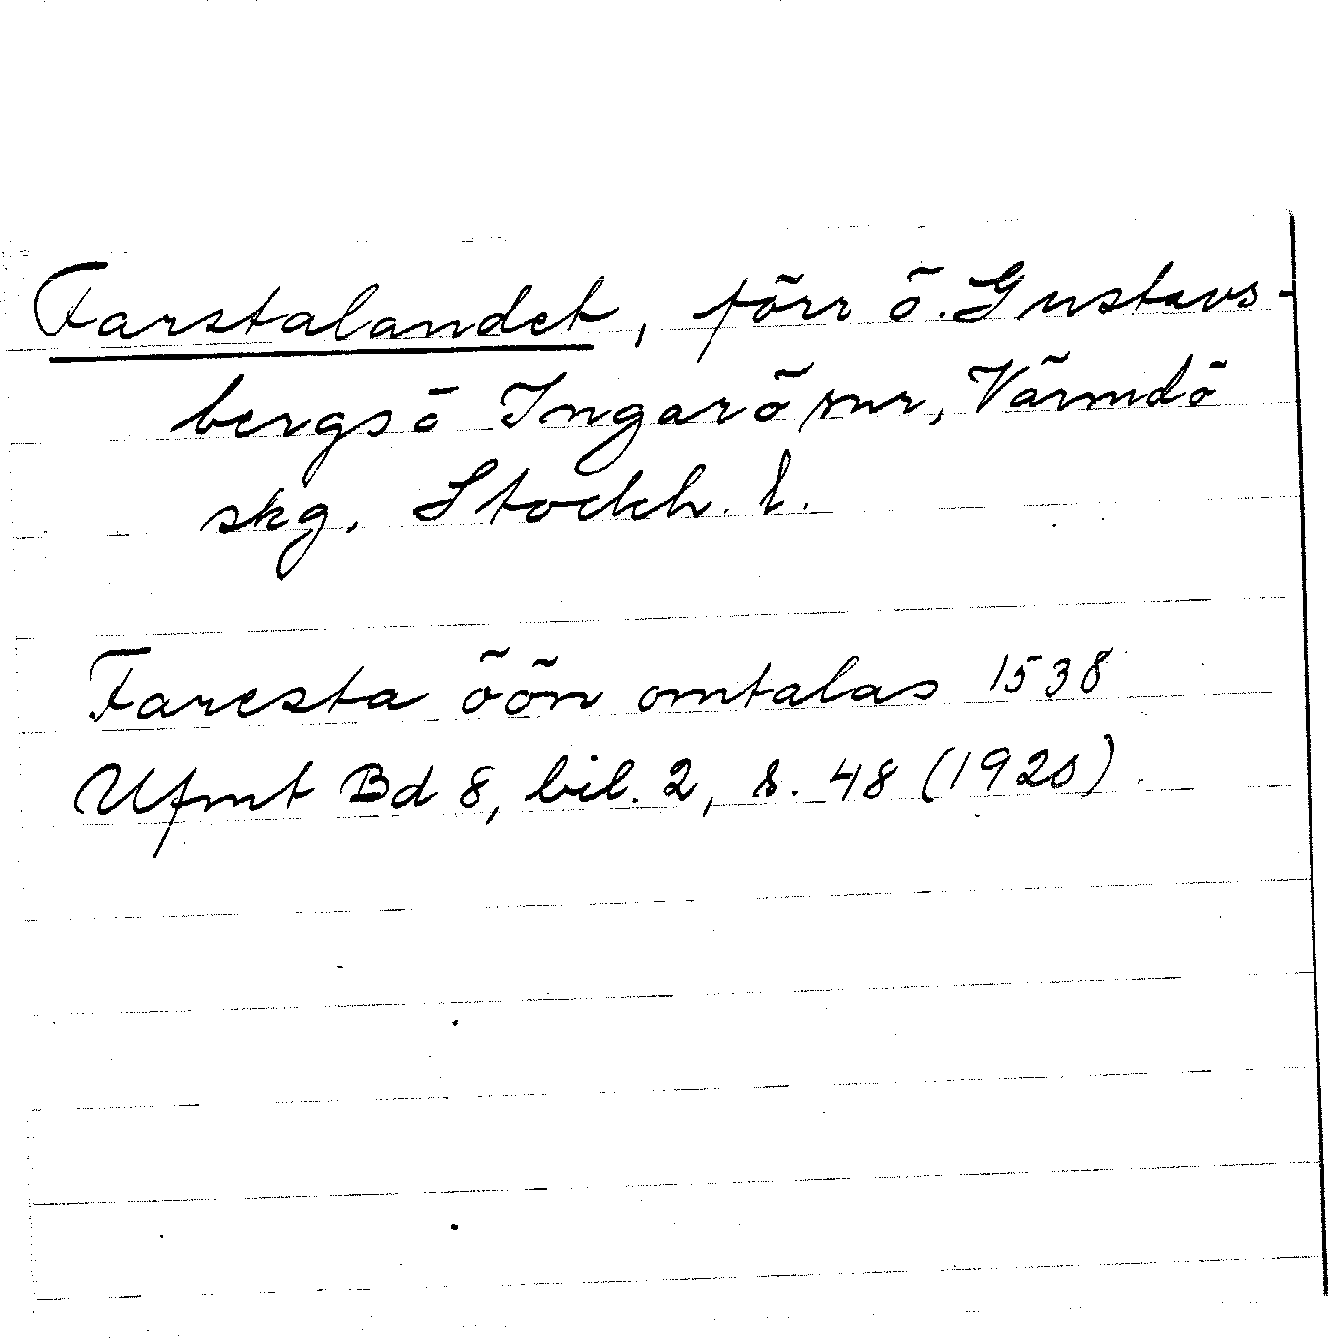 Farstalandet, förr ö. Gustavs-
bergsö Ingarö snr, Värmdö
skg. Stockh. l.
Faresta öön omtalas 1538
Ufmt Bd 8, bil. 2, s. 48 (1920)